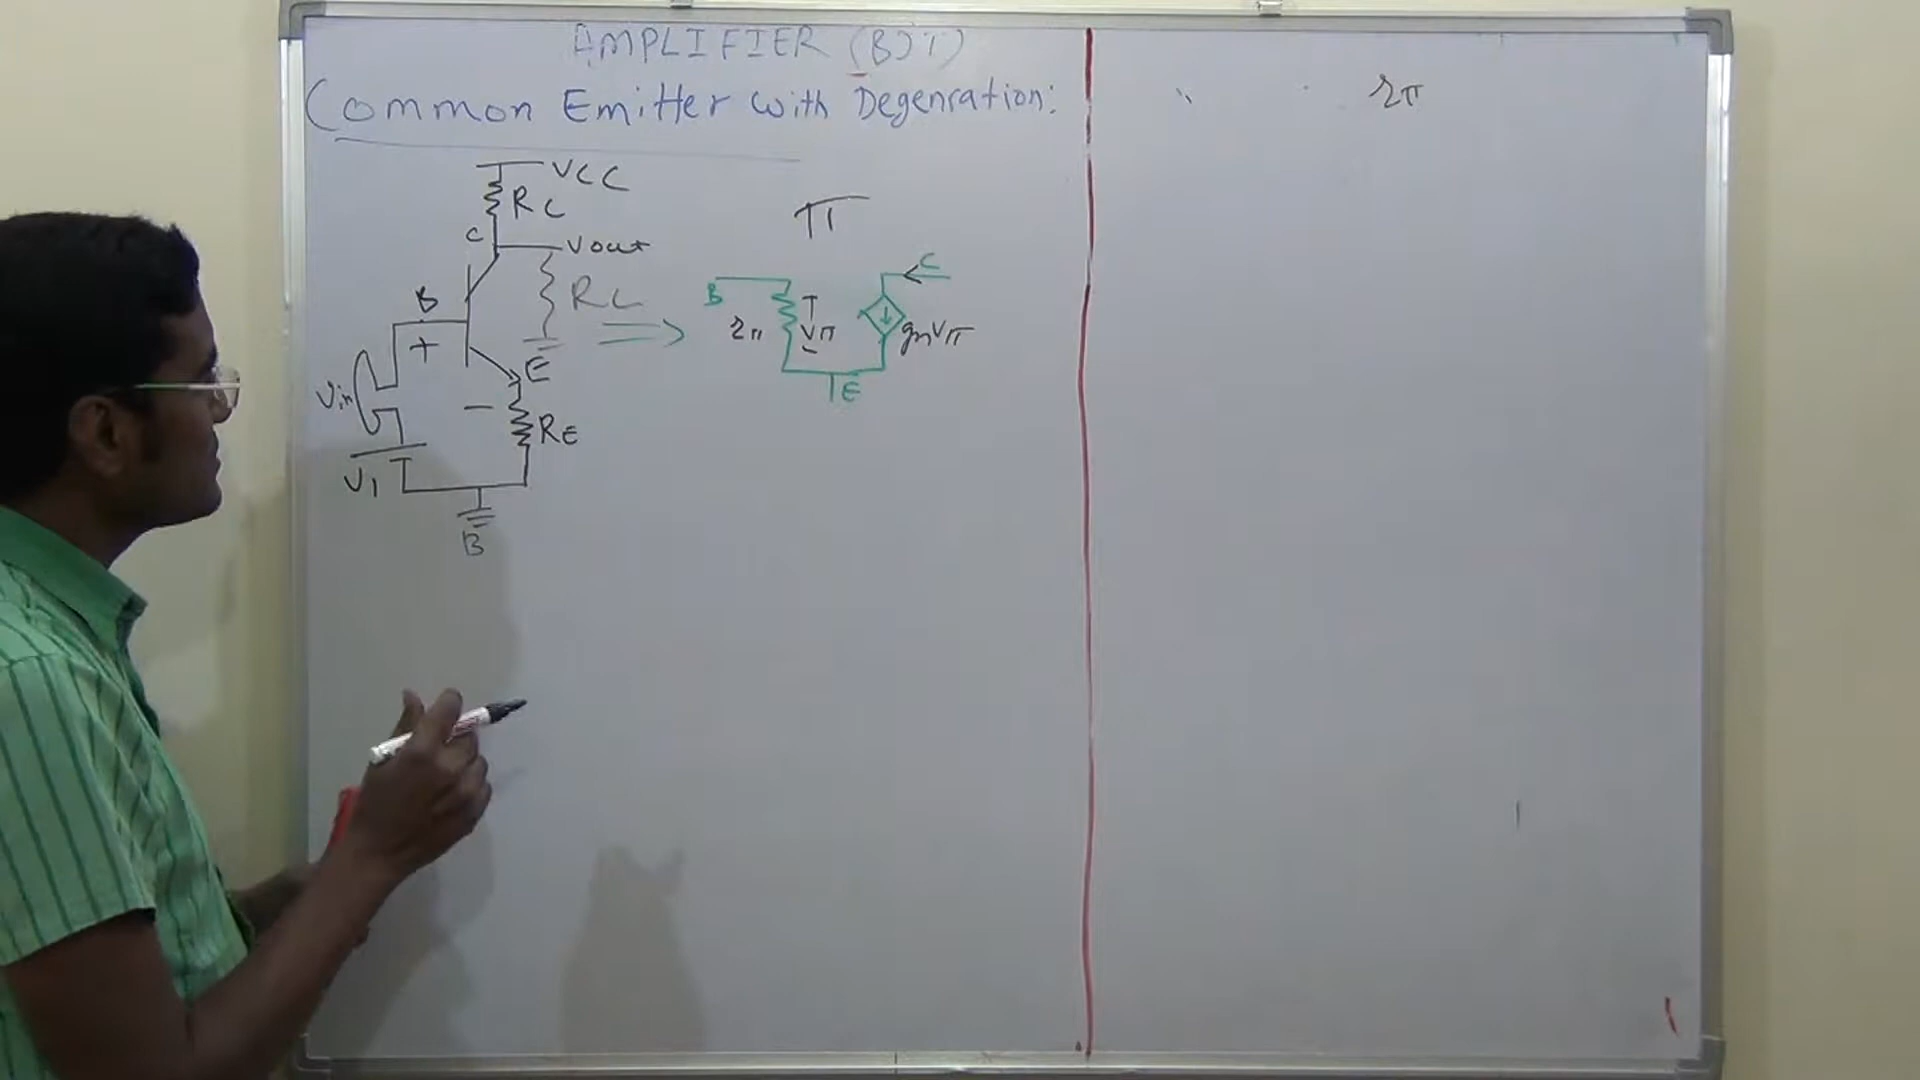 AMPLIFIER (BJT)
Common Emitter with Degenration:
VCC
RC
C
Vout
B
RL
+
E
Vin
−
RE
V1
B
π
B
C
rπ
+
Vπ
−
gmVπ
E
rπ